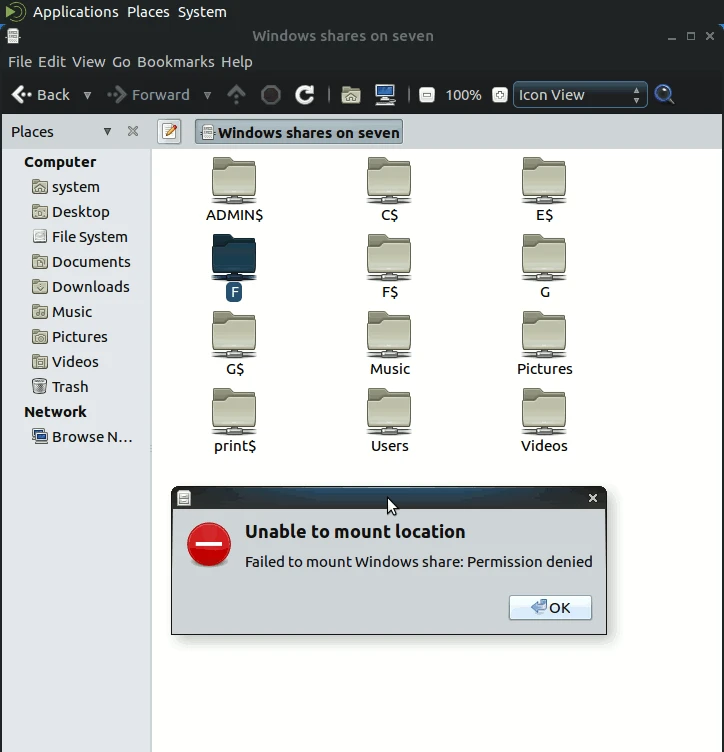 Applications Places System
Windows shares on seven
File Edit View Go Bookmarks Help
Back Forward 100% Icon View
Places
Windows shares on seven
Computer
system
Desktop
File System
Documents
Downloads
Music
Pictures
Videos
Trash
Network
Browse N...
ADMIN$ C$ E$
F F$ G
G$ Music Pictures
print$ Users Videos
Unable to mount location
Failed to mount Windows share: Permission denied
OK